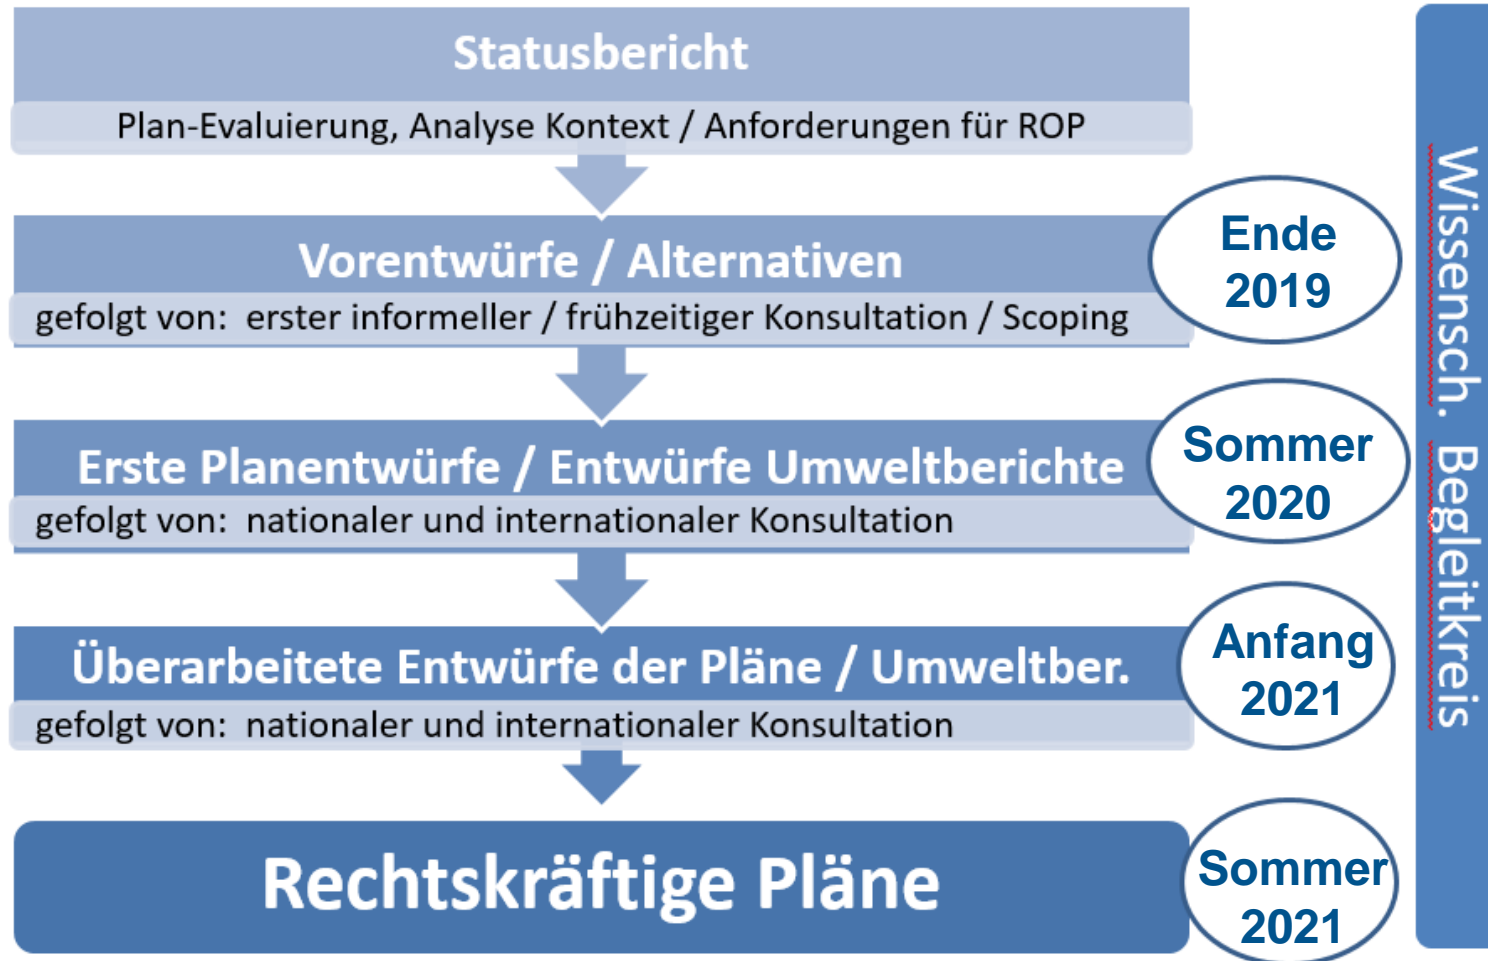 Statusbericht
Plan-Evaluierung, Analyse Kontext / Anforderungen für ROP
Vorentwürfe / Alternativen
gefolgt von: erster informeller / frühzeitiger Konsultation / Scoping
Ende
2019
Erste Planentwürfe / Entwürfe Umweltberichte
gefolgt von: nationaler und internationaler Konsultation
Sommer
2020
Überarbeitete Entwürfe der Pläne / Umweltber.
gefolgt von: nationaler und internationaler Konsultation
Anfang
2021
Rechtskräftige Pläne
Sommer
2021
Wissensch. Begleitkreis